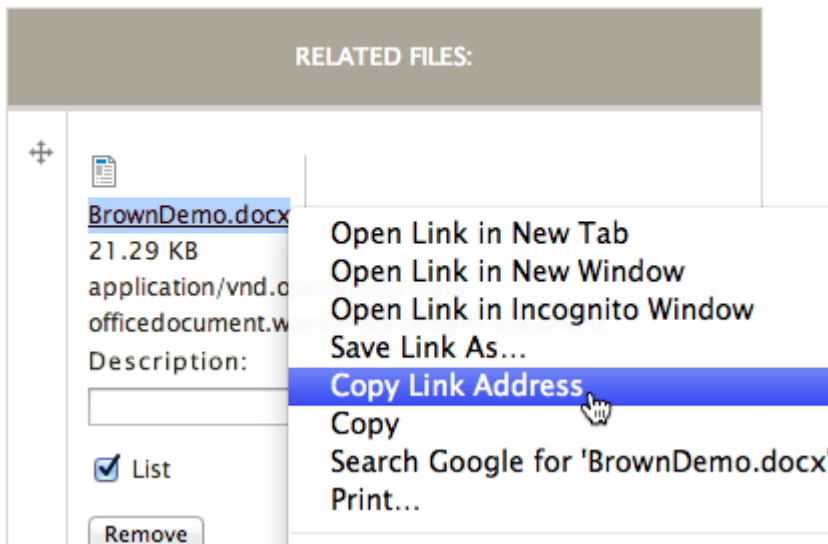 RELATED FILES:
BrownDemo.docx
21.29 KB
application/vnd.o
officedocument.w
Description:
List
Remove
Open Link in New Tab
Open Link in New Window
Open Link in Incognito Window
Save Link As...
Copy Link Address
Copy
Search Google for 'BrownDemo.docx'
Print...